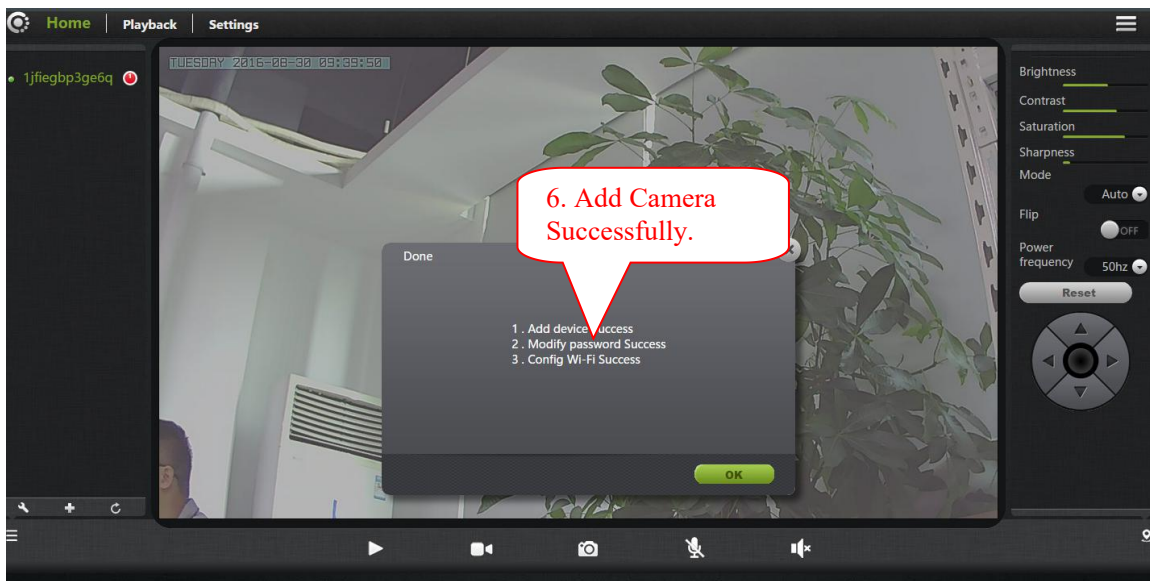 Home Playback Settings
TUESDAY 2016-08-30 09:39:50
1jfiegbp3ge6q
Brightness
Contrast
Saturation
Sharpness
Mode
Auto
Flip
OFF
Power
frequency
50hz
Reset
6. Add Camera
Successfully.
Done
1 . Add device Success
2 . Modify password Success
3 . Config Wi-Fi Success
OK